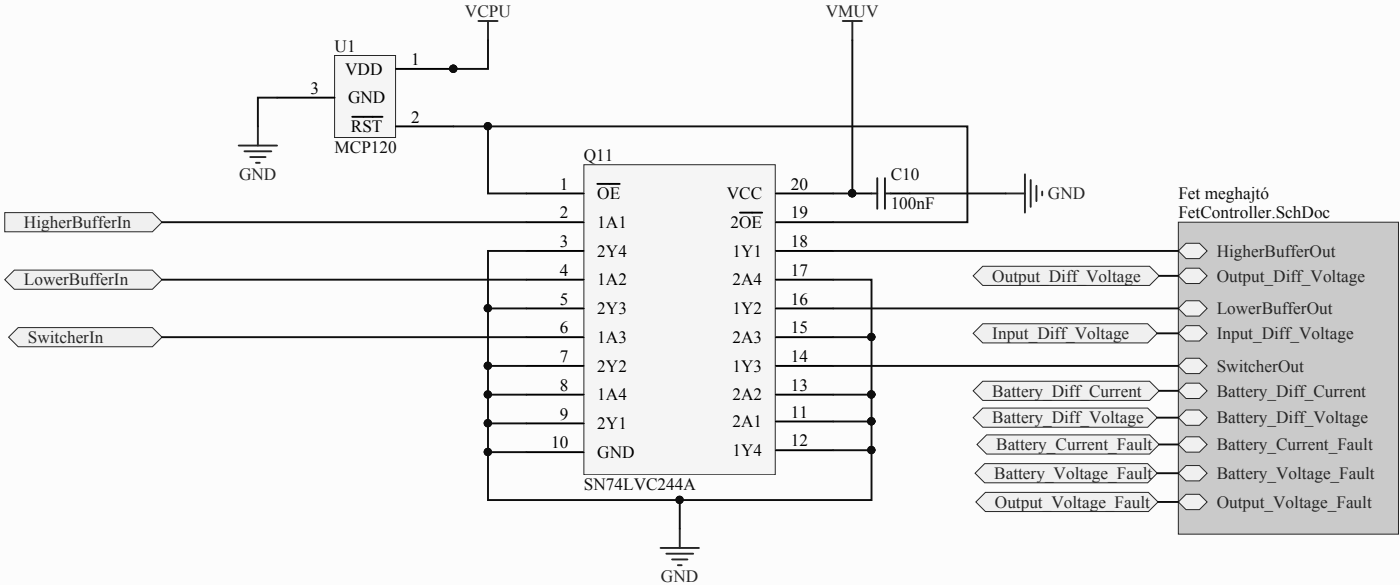 VCPU
VMUV
U1
VDD
1
3
GND
RST
2
MCP120
GND
Q11
1
OE
VCC
20
C10
100nF
GND
HigherBufferIn
2
1A1
2OE
19
3
2Y4
1Y1
18
LowerBufferIn
4
1A2
2A4
17
5
2Y3
1Y2
16
SwitcherIn
6
1A3
2A3
15
7
2Y2
1Y3
14
8
1A4
2A2
13
9
2Y1
2A1
11
10
GND
1Y4
12
SN74LVC244A
GND
Fet meghajtó
FetController.SchDoc
HigherBufferOut
Output_Diff_Voltage
Output_Diff_Voltage
LowerBufferOut
Input_Diff_Voltage
Input_Diff_Voltage
SwitcherOut
Battery_Diff_Current
Battery_Diff_Current
Battery_Diff_Voltage
Battery_Diff_Voltage
Battery_Current_Fault
Battery_Current_Fault
Battery_Voltage_Fault
Battery_Voltage_Fault
Output_Voltage_Fault
Output_Voltage_Fault